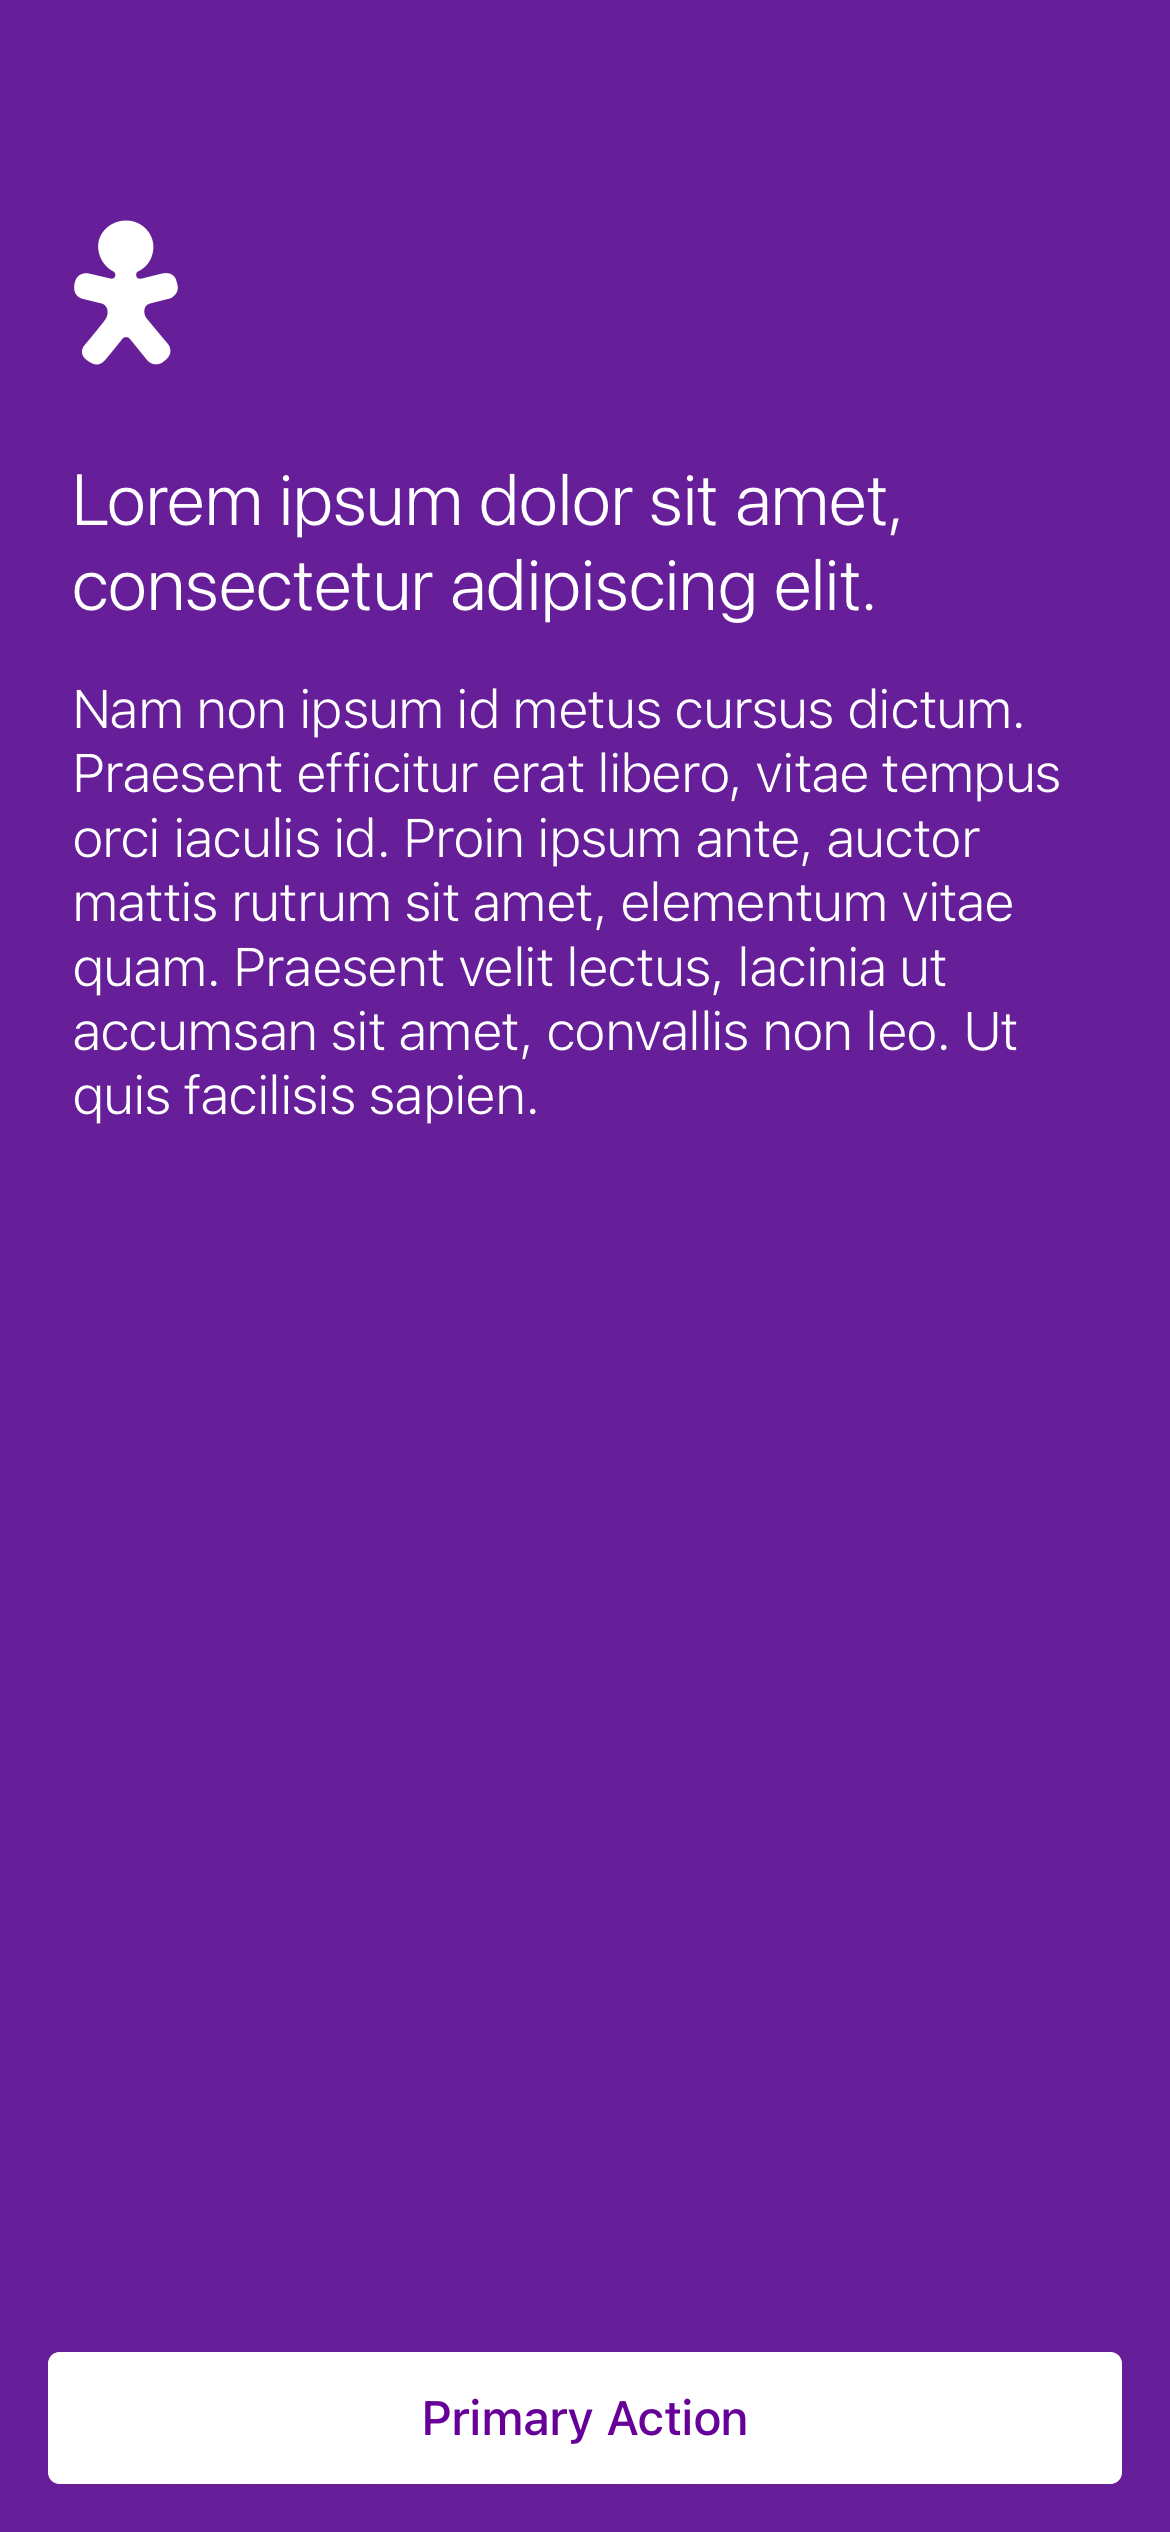 Lorem ipsum dolor sit amet,
consectetur adipiscing elit.
Nam non ipsum id metus cursus dictum.
Praesent efficitur erat libero, vitae tempus
orci iaculis id. Proin ipsum ante, auctor
mattis rutrum sit amet, elementum vitae
quam. Praesent velit lectus, lacinia ut
accumsan sit amet, convallis non leo. Ut
quis facilisis sapien.
Primary Action